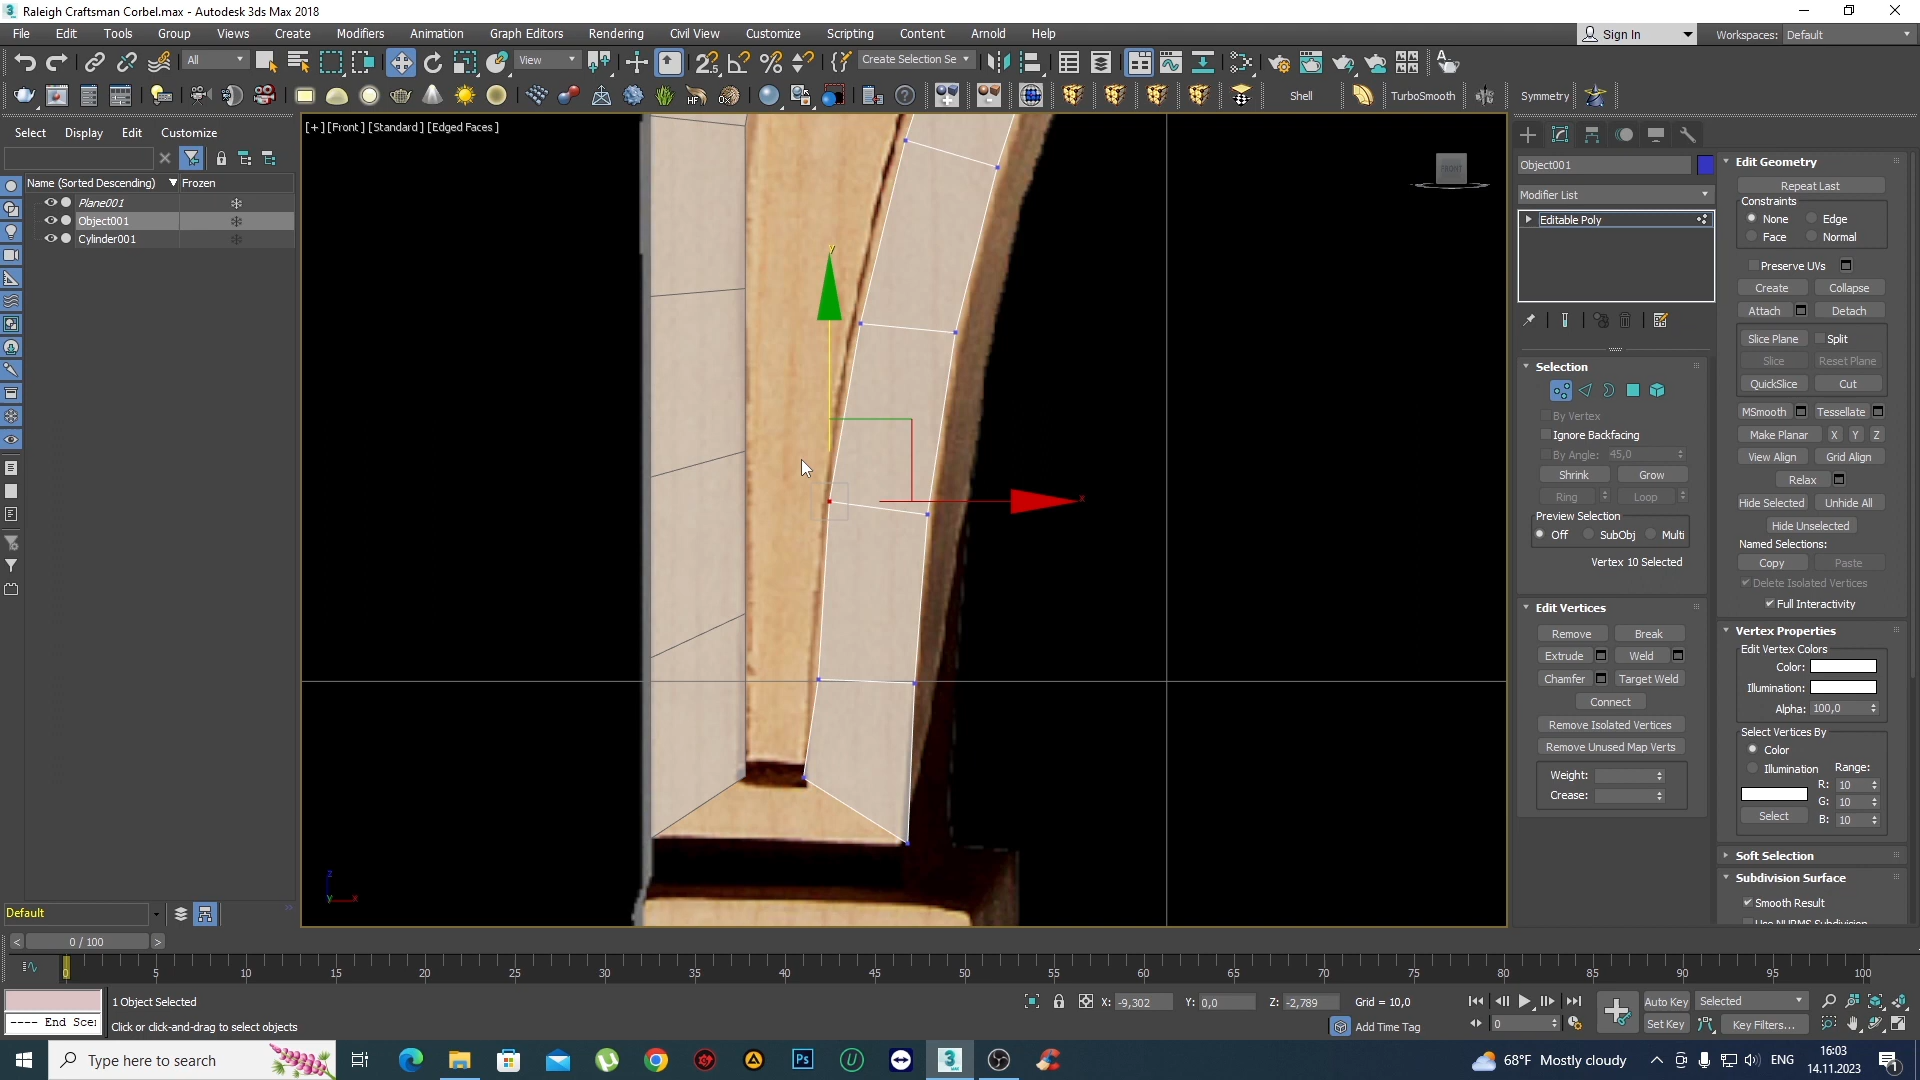 Raleigh Craftsman Corbel.max - Autodesk 3ds Max 2018
File Edit Tools Group Views Create Modifiers Animation Graph Editors Rendering Civil View Customize Scripting Content Arnold Help
Sign In Workspaces: Default
All View Create Selection Se
Shell TurboSmooth Symmetry
Select Display Edit Customize
Name (Sorted Descending) Frozen
Plane001
Object001
Cylinder001
Default
[+] [Front] [Standard] [Edged Faces]
FRONT
y
x
z
y x
Object001
Modifier List
Editable Poly
Selection
By Vertex
Ignore Backfacing
By Angle: 45,0
Shrink Grow
Ring Loop
Preview Selection
Off SubObj Multi
Vertex 10 Selected
Edit Vertices
Remove Break
Extrude Weld
Chamfer Target Weld
Connect
Remove Isolated Vertices
Remove Unused Map Verts
Weight:
Crease:
Edit Geometry
Repeat Last
Constraints
None Edge
Face Normal
Preserve UVs
Create Collapse
Attach Detach
Slice Plane Split
Slice Reset Plane
QuickSlice Cut
MSmooth Tessellate
Make Planar X Y Z
View Align Grid Align
Relax
Hide Selected Unhide All
Hide Unselected
Named Selections:
Copy Paste
Delete Isolated Vertices
Full Interactivity
Vertex Properties
Edit Vertex Colors
Color:
Illumination:
Alpha: 100,0
Select Vertices By
Color
Illumination Range:
R: 10
G: 10
Select B: 10
Soft Selection
Subdivision Surface
Smooth Result
Use NURMS Subdivision
< 0 / 100 >
0 5 10 15 20 25 30 35 40 45 50 55 60 65 70 75 80 85 90 95 100
1 Object Selected
---- End Scer
Click or click-and-drag to select objects
X: -9,302 Y: 0,0 Z: -2,789 Grid = 10,0
Add Time Tag
0
Auto Key Selected
Set Key Key Filters...
Type here to search
68°F Mostly cloudy ENG
16:03
14.11.2023
1